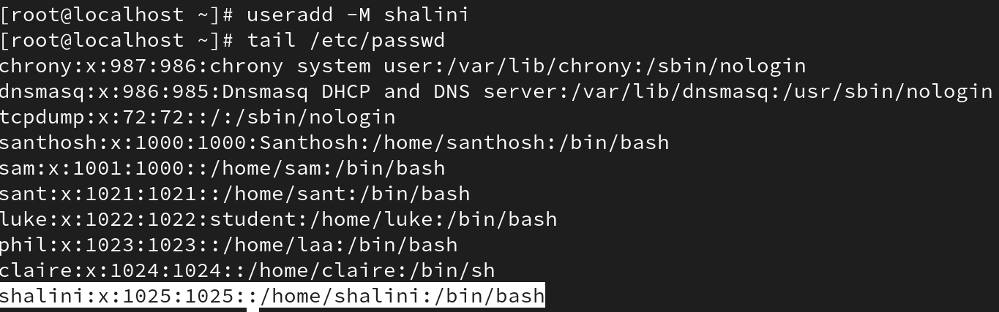 [root@localhost ~]# useradd -M shalini
[root@localhost ~]# tail /etc/passwd
chrony:x:987:986:chrony system user:/var/lib/chrony:/sbin/nologin
dnsmasq:x:986:985:Dnsmasq DHCP and DNS server:/var/lib/dnsmasq:/usr/sbin/nologin
tcpdump:x:72:72::/:/sbin/nologin
santhosh:x:1000:1000:Santhosh:/home/santhosh:/bin/bash
sam:x:1001:1000::/home/sam:/bin/bash
sant:x:1021:1021::/home/sant:/bin/bash
luke:x:1022:1022:student:/home/luke:/bin/bash
phil:x:1023:1023::/home/laa:/bin/bash
claire:x:1024:1024::/home/claire:/bin/sh
shalini:x:1025:1025::/home/shalini:/bin/bash